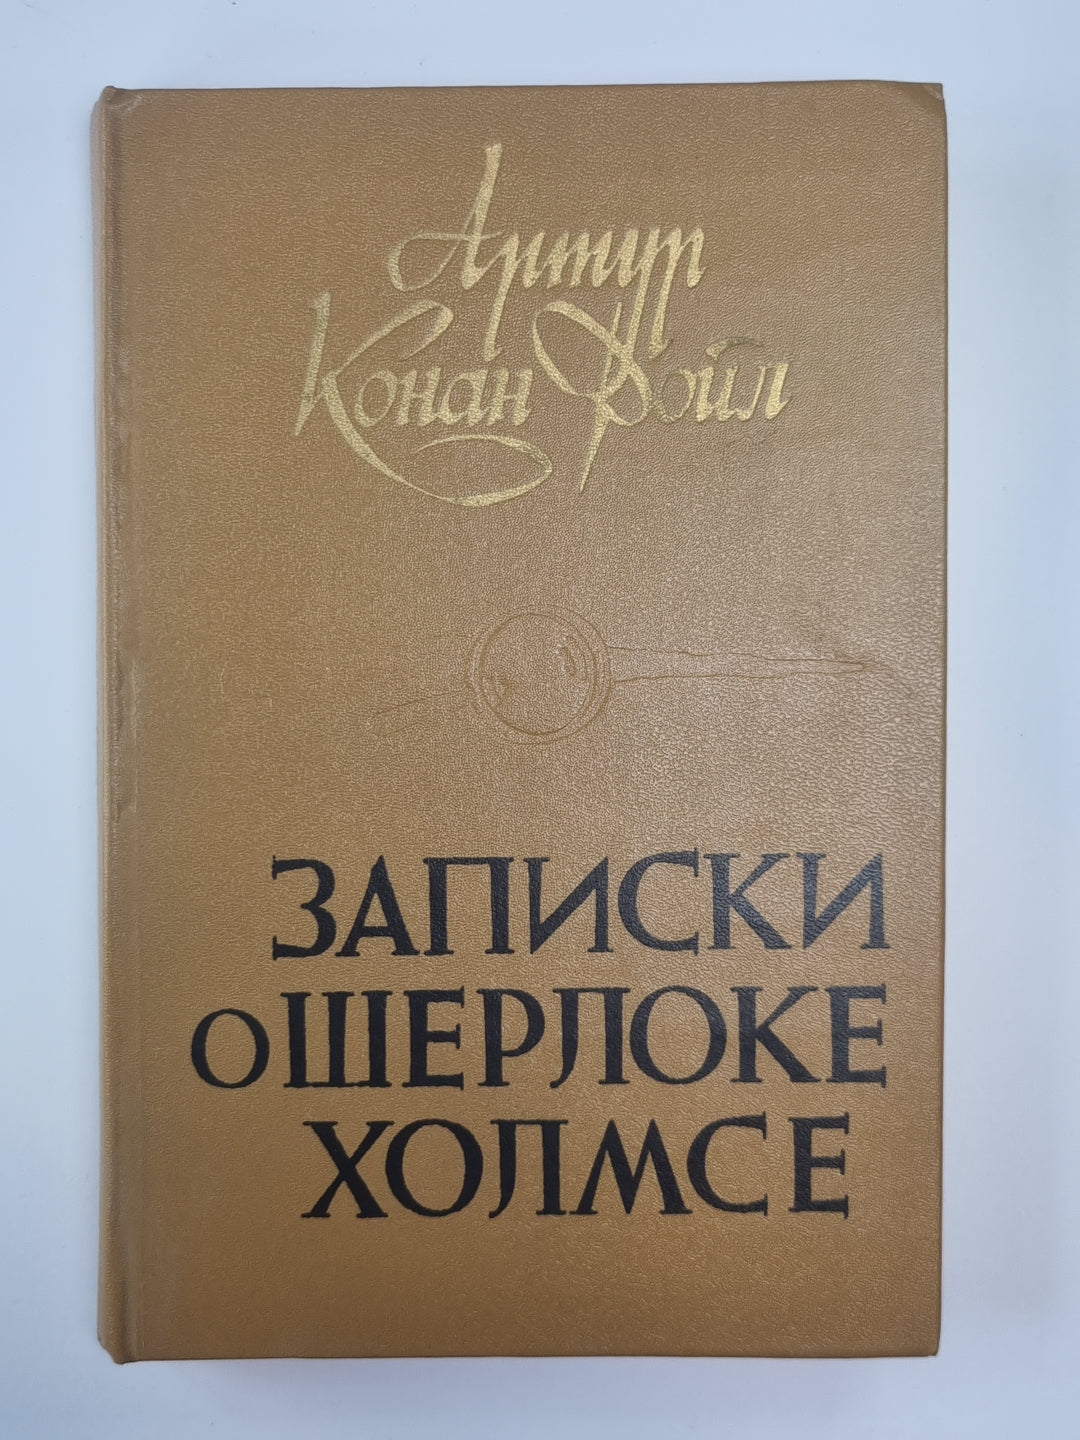 Артур
Конан Дойл
ЗАПИСКИ
О ШЕРЛОКЕ
ХОЛМСЕ